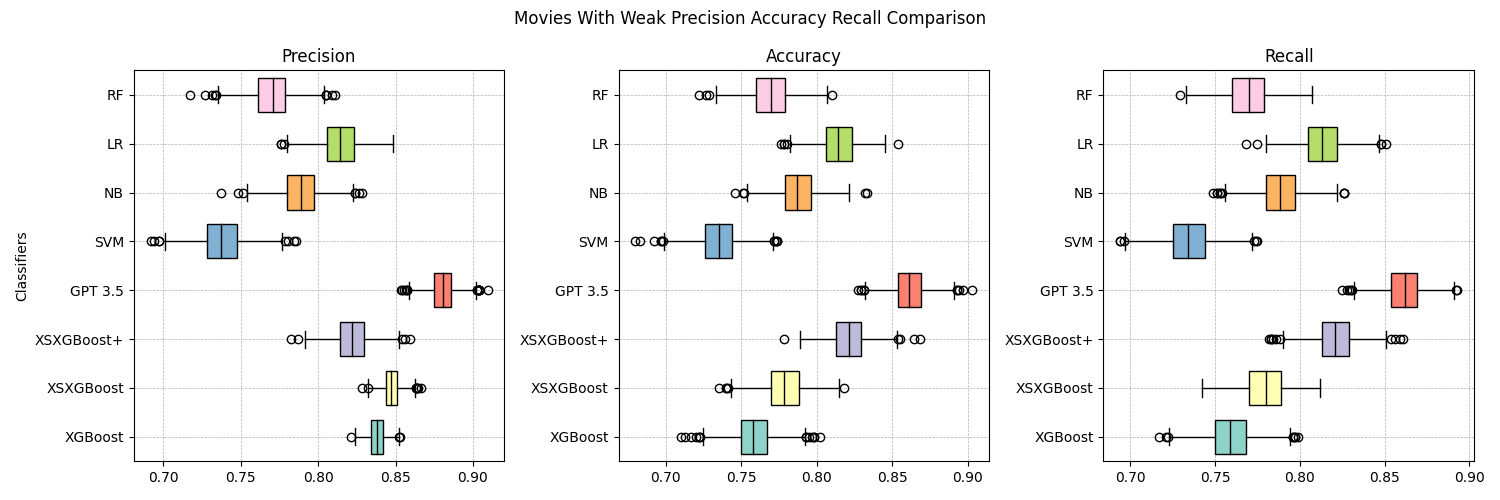 Movies With Weak Precision Accuracy Recall Comparison
Precision
Accuracy
Recall
Classifiers
RF
LR
NB
SVM
GPT 3.5
XSXGBoost+
XSXGBoost
XGBoost
0.70 0.75 0.80 0.85 0.90
RF
LR
NB
SVM
GPT 3.5
XSXGBoost+
XSXGBoost
XGBoost
0.70 0.75 0.80 0.85 0.90
RF
LR
NB
SVM
GPT 3.5
XSXGBoost+
XSXGBoost
XGBoost
0.70 0.75 0.80 0.85 0.90